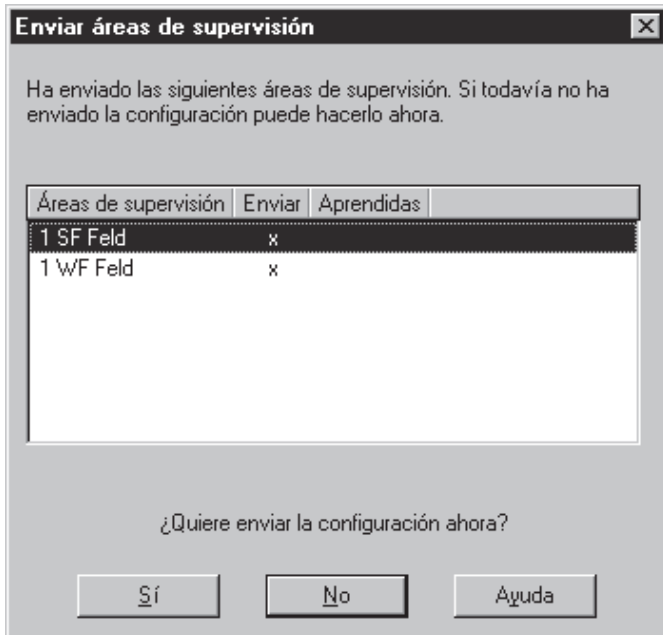 Enviar áreas de supervisión
Ha enviado las siguientes áreas de supervisión. Si todavía no ha
enviado la configuración puede hacerlo ahora.
Áreas de supervisión Enviar Aprendidas
1 SF Feld x
1 WF Feld x
¿Quiere enviar la configuración ahora?
Sí No Ayuda